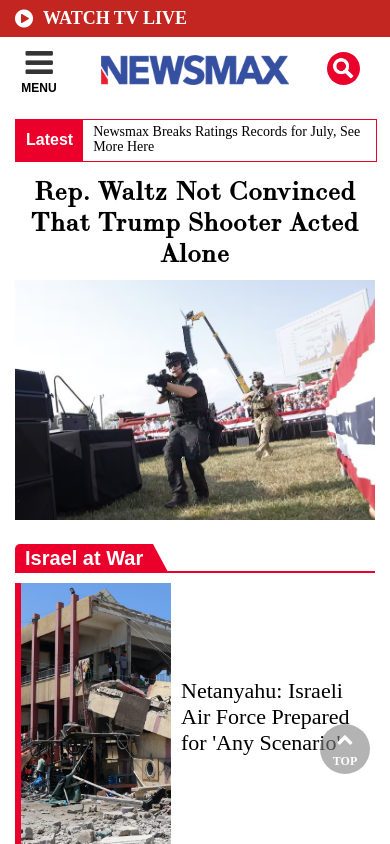 WATCH TV LIVE
MENU
NEWSMAX
Latest
Newsmax Breaks Ratings Records for July, See
More Here
Rep. Waltz Not Convinced
That Trump Shooter Acted
Alone
Israel at War
Netanyahu: Israeli
Air Force Prepared
for 'Any Scenario'
TOP